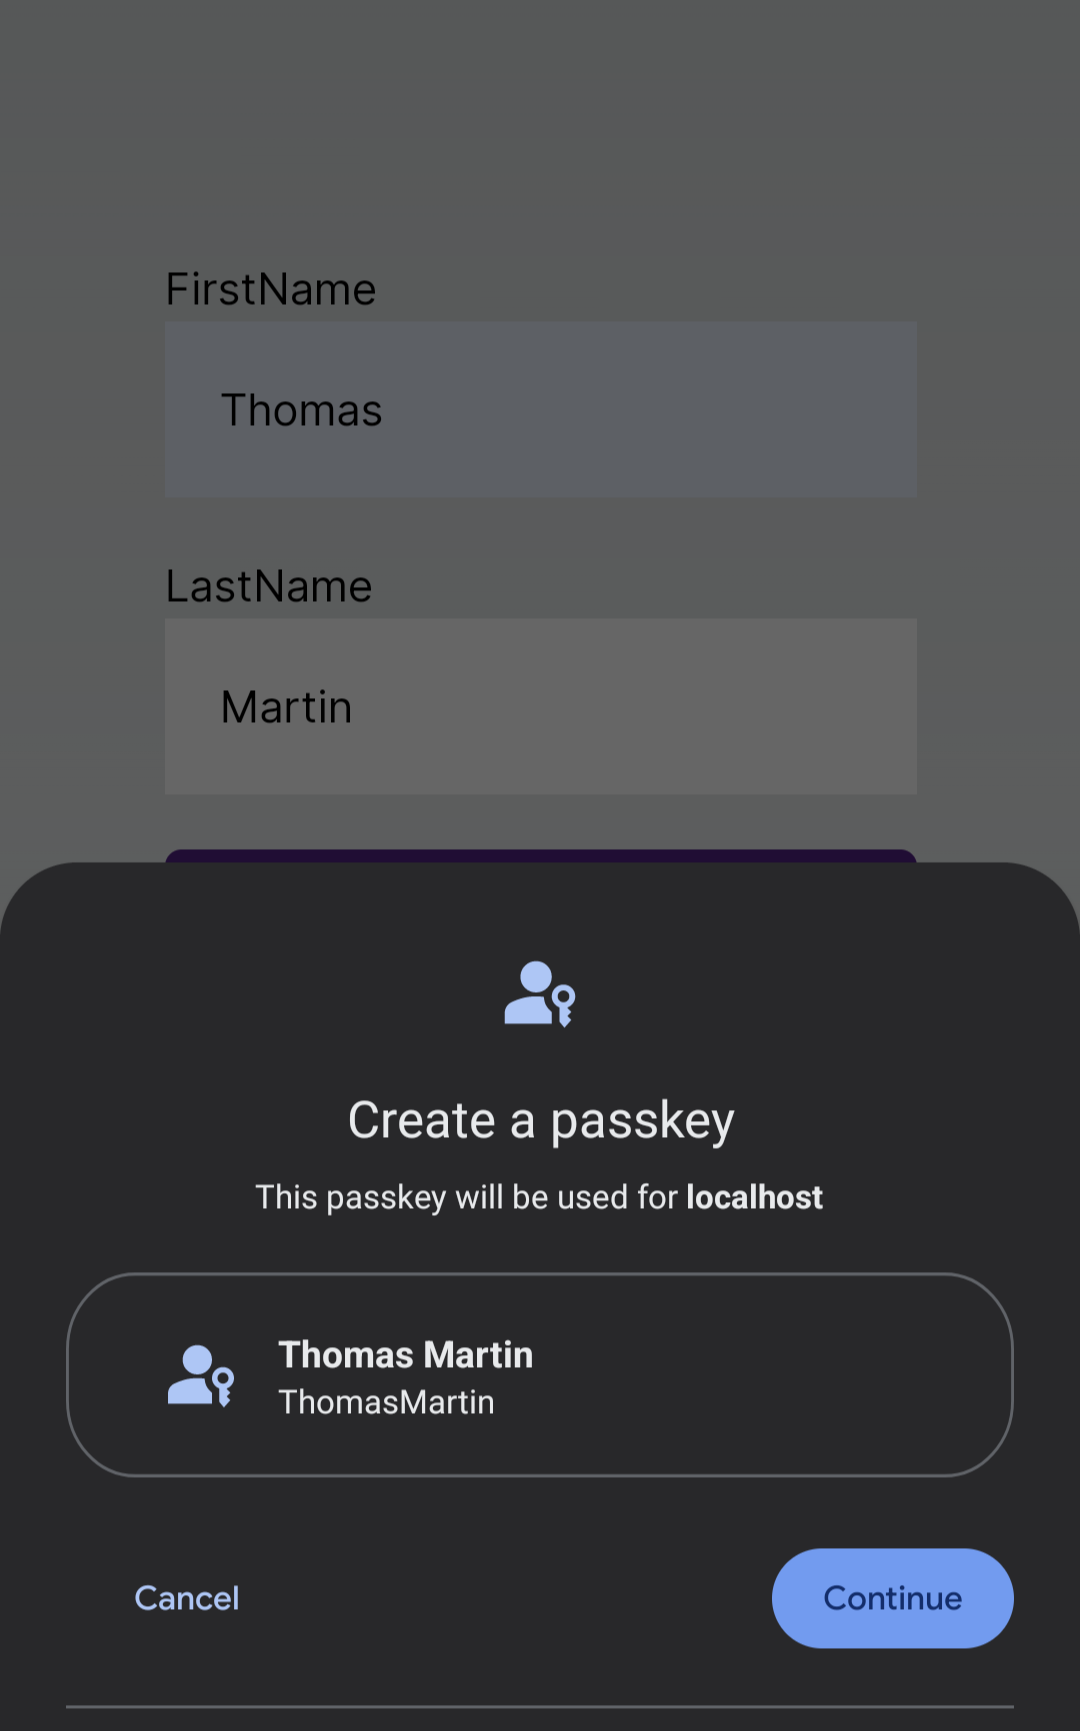 FirstName
Thomas
LastName
Martin
Create a passkey
This passkey will be used for localhost
Thomas Martin
ThomasMartin
Cancel
Continue